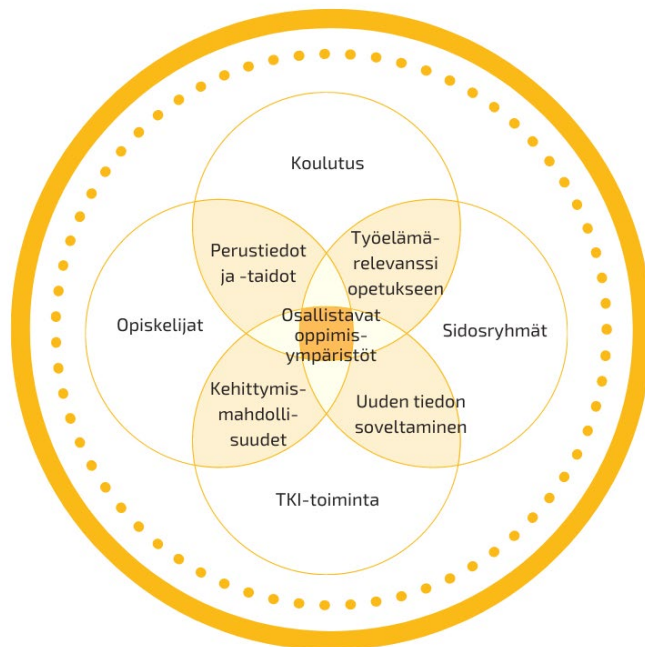 Koulutus
Perustiedot
ja -taidot
Työelämä-
relevanssi
opetukseen
Opiskelijat
Osallistavat
oppimis-
ympäristöt
Sidosryhmät
Kehittymis-
mahdolli-
suudet
Uuden tiedon
soveltaminen
TKI-toiminta